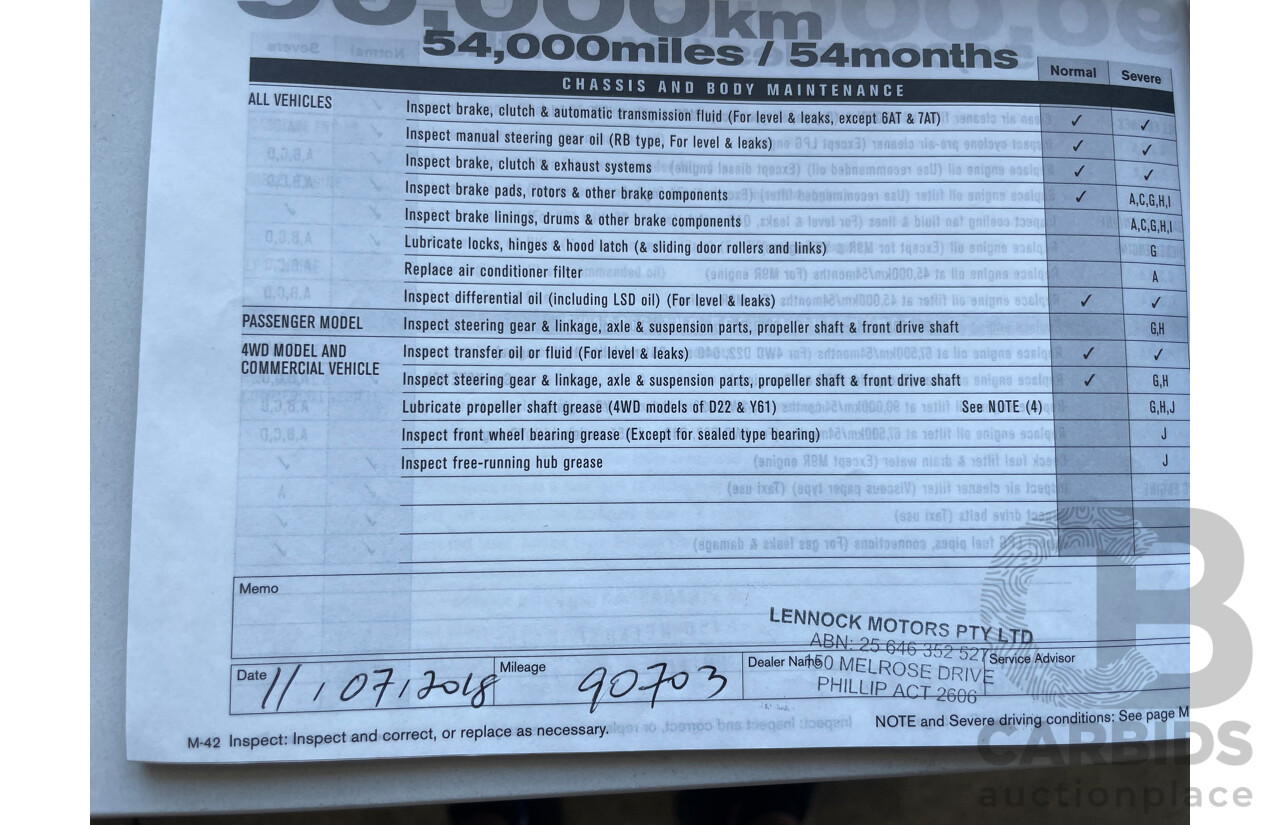 90,000km
54,000miles / 54months
Normal Severe
CHASSIS AND BODY MAINTENANCE
ALL VEHICLES
Inspect brake, clutch & automatic transmission fluid (For level & leaks, except 6AT & 7AT) ✓ ✓
Inspect manual steering gear oil (RB type, For level & leaks) ✓ ✓
Inspect brake, clutch & exhaust systems ✓ ✓
Inspect brake pads, rotors & other brake components ✓ A,C,G,H,I
Inspect brake linings, drums & other brake components A,C,G,H,I
Lubricate locks, hinges & hood latch (& sliding door rollers and links) G
Replace air conditioner filter A
Inspect differential oil (including LSD oil) (For level & leaks) ✓ ✓
PASSENGER MODEL Inspect steering gear & linkage, axle & suspension parts, propeller shaft & front drive shaft G,H
4WD MODEL AND
COMMERCIAL VEHICLE
Inspect transfer oil or fluid (For level & leaks) ✓ ✓
Inspect steering gear & linkage, axle & suspension parts, propeller shaft & front drive shaft ✓ G,H
Lubricate propeller shaft grease (4WD models of D22 & Y61) See NOTE (4) G,H,J
Inspect front wheel bearing grease (Except for sealed type bearing) J
Inspect free-running hub grease J
Memo
LENNOCK MOTORS PTY LTD
ABN: 25 646 352 527
150 MELROSE DRIVE
PHILLIP ACT 2606
Date 11/07/2018
Mileage 90703
Dealer Name
Service Advisor
NOTE and Severe driving conditions: See page M
M-42 Inspect: Inspect and correct, or replace as necessary.
CARBIDS
auctionplace